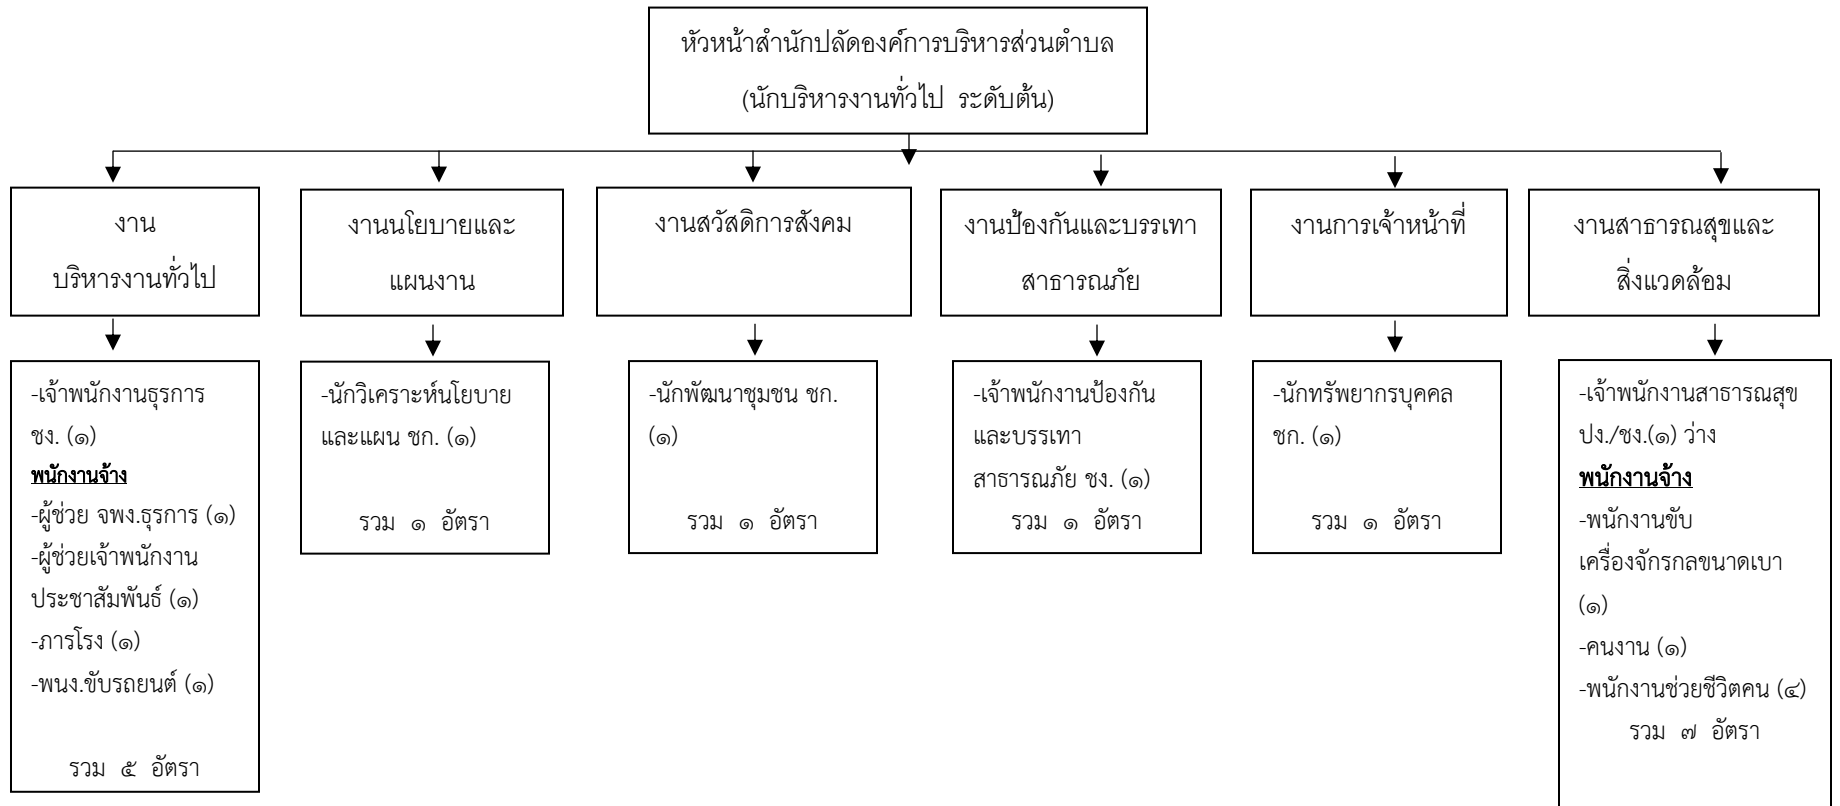 หัวหน้าสำนักปลัดองค์การบริหารส่วนตำบล
(นักบริหารงานทั่วไป ระดับต้น)
งาน
บริหารงานทั่วไป
งานนโยบายและ
แผนงาน
งานสวัสดิการสังคม
งานป้องกันและบรรเทา
สาธารณภัย
งานการเจ้าหน้าที่
งานสาธารณสุขและ
สิ่งแวดล้อม
-เจ้าพนักงานธุรการ
ชง. (๑)
พนักงานจ้าง
-ผู้ช่วย จพง.ธุรการ (๑)
-ผู้ช่วยเจ้าพนักงาน
ประชาสัมพันธ์ (๑)
-ภารโรง (๑)
-พนง.ขับรถยนต์ (๑)
รวม ๕ อัตรา
-นักวิเคราะห์นโยบาย
และแผน ชก. (๑)
รวม ๑ อัตรา
-นักพัฒนาชุมชน ชก.
(๑)
รวม ๑ อัตรา
-เจ้าพนักงานป้องกัน
และบรรเทา
สาธารณภัย ชง. (๑)
รวม ๑ อัตรา
-นักทรัพยากรบุคคล
ชก. (๑)
รวม ๑ อัตรา
-เจ้าพนักงานสาธารณสุข
ปง./ชง.(๑) ว่าง
พนักงานจ้าง
-พนักงานขับ
เครื่องจักรกลขนาดเบา
(๑)
-คนงาน (๑)
-พนักงานช่วยชีวิตคน (๔)
รวม ๗ อัตรา